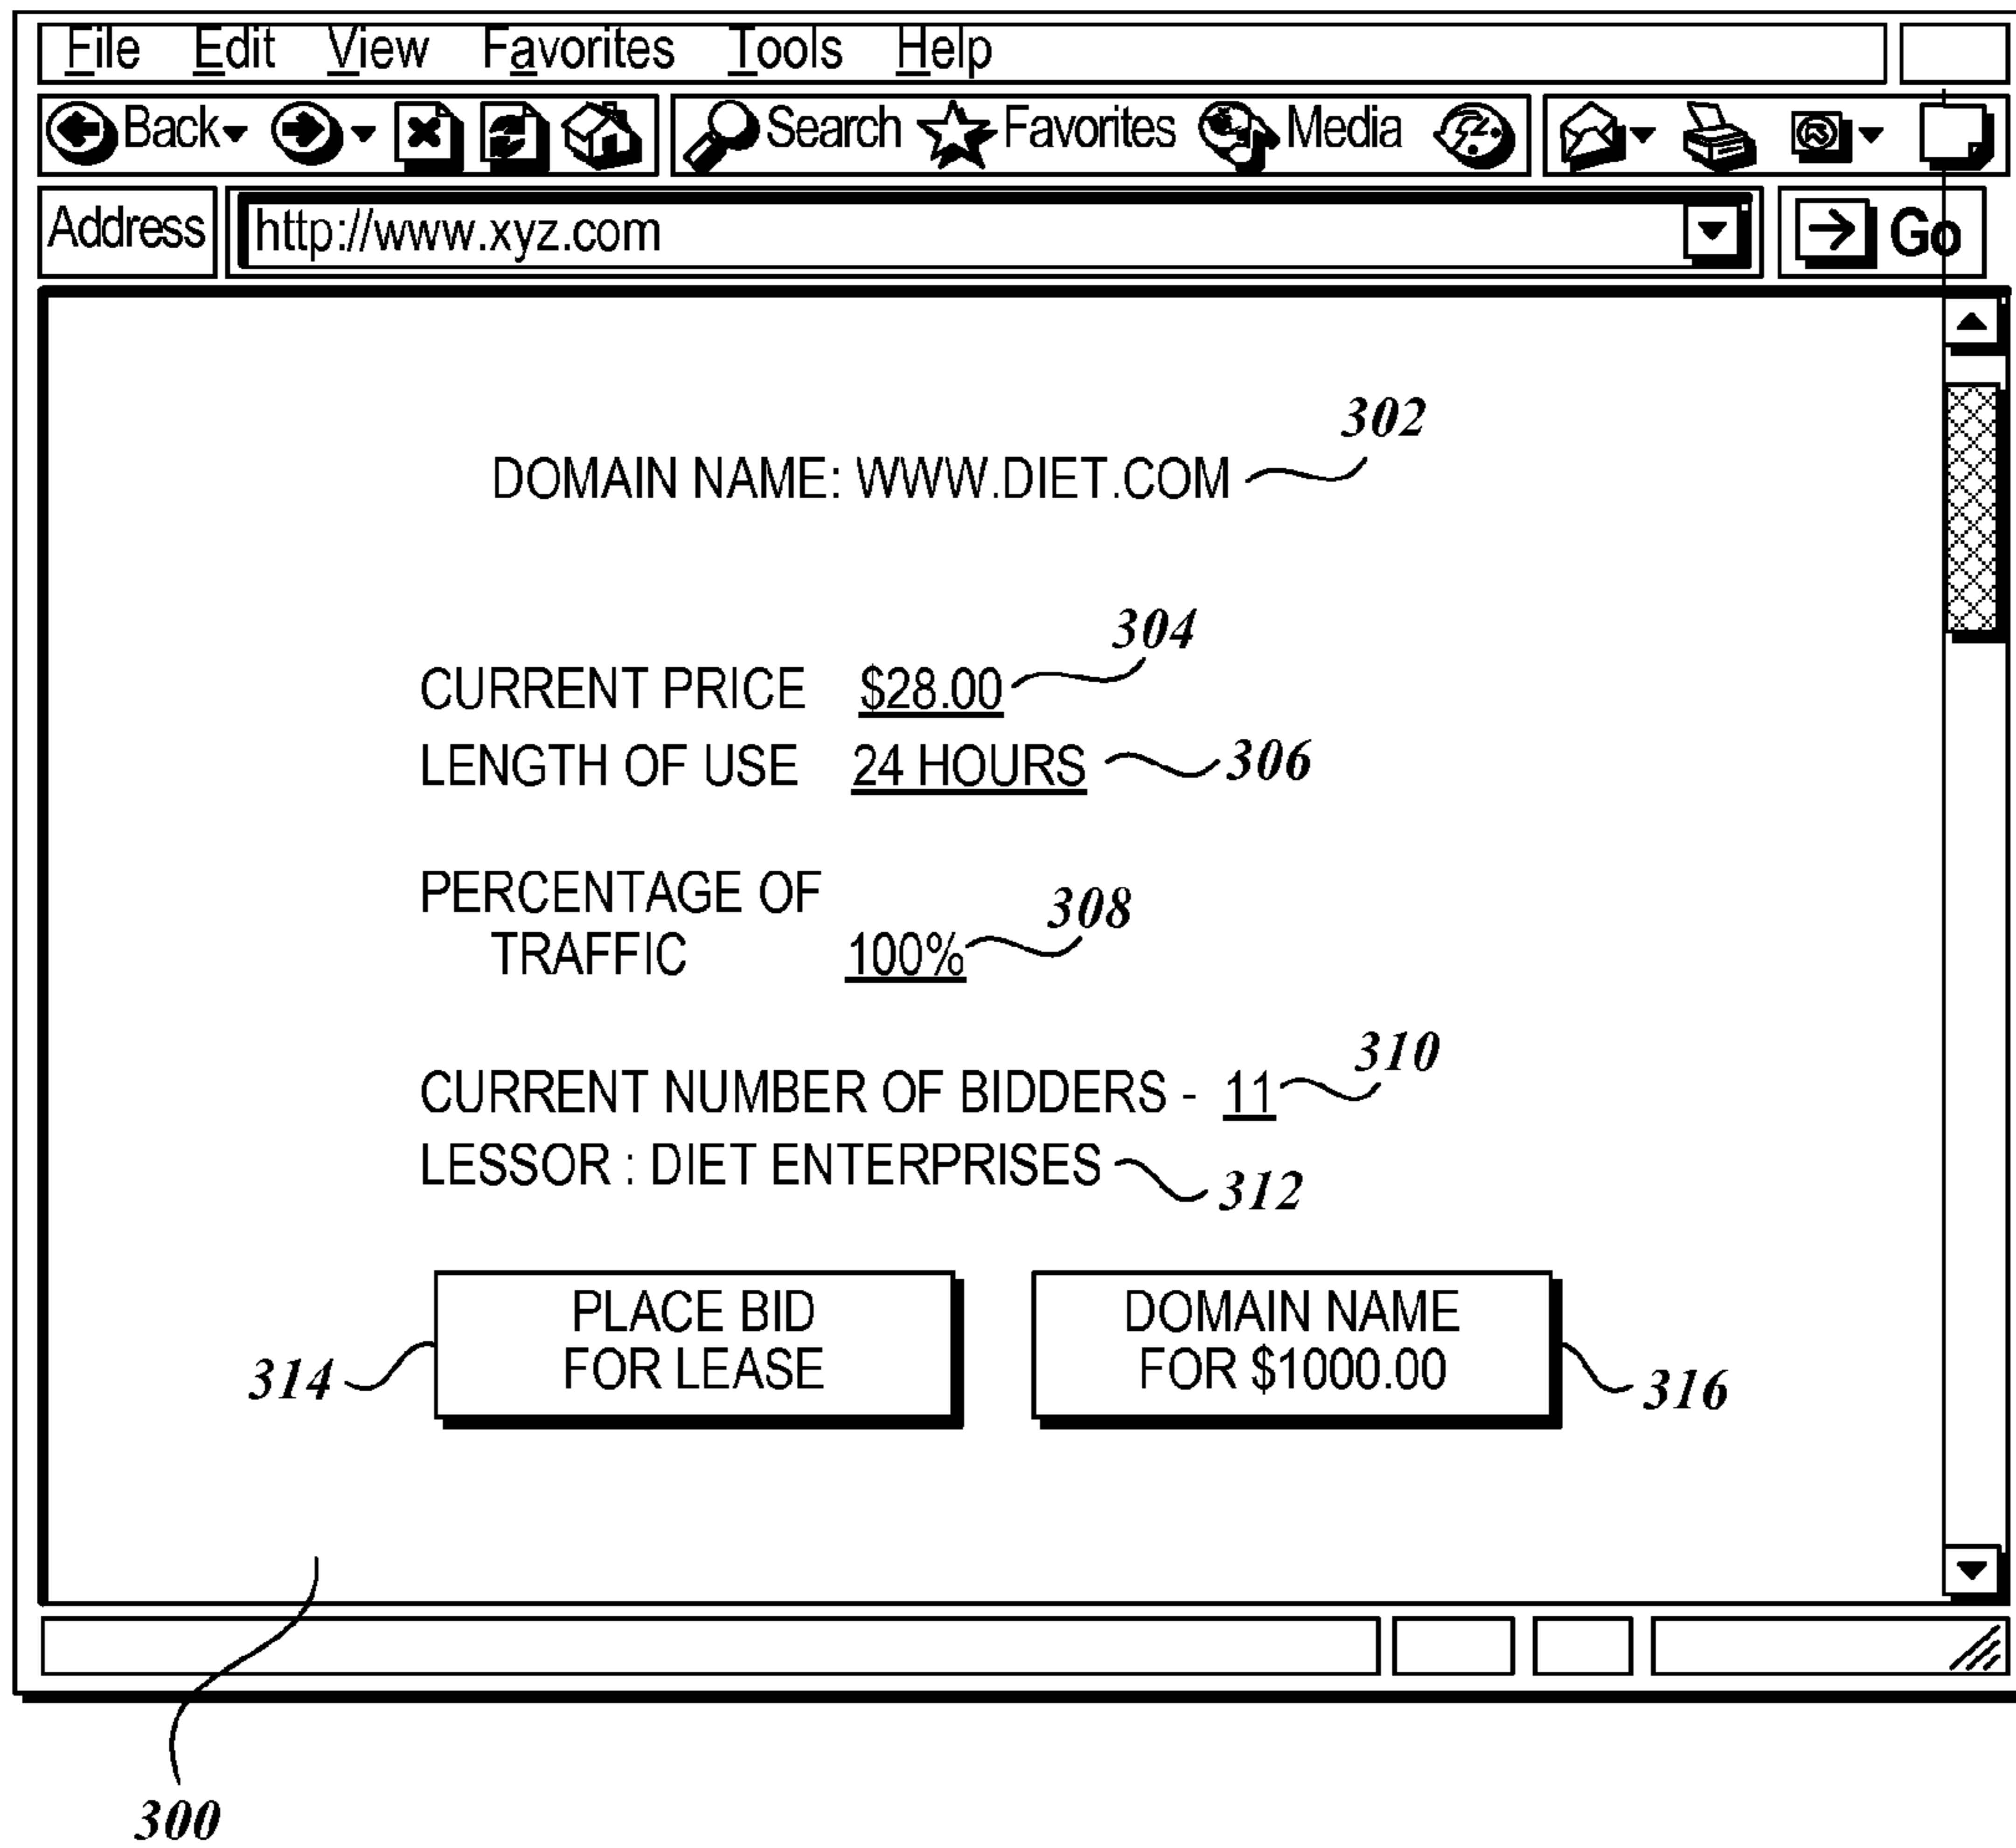 File Edit View Favorites Tools Help
Back Search Favorites Media
Address http://www.xyz.com Go
302
DOMAIN NAME: WWW.DIET.COM
304
CURRENT PRICE $28.00
LENGTH OF USE 24 HOURS 306
PERCENTAGE OF
308
TRAFFIC 100%
310
CURRENT NUMBER OF BIDDERS - 11
LESSOR : DIET ENTERPRISES
312
PLACE BID
FOR LEASE
DOMAIN NAME
FOR $1000.00
314
316
300